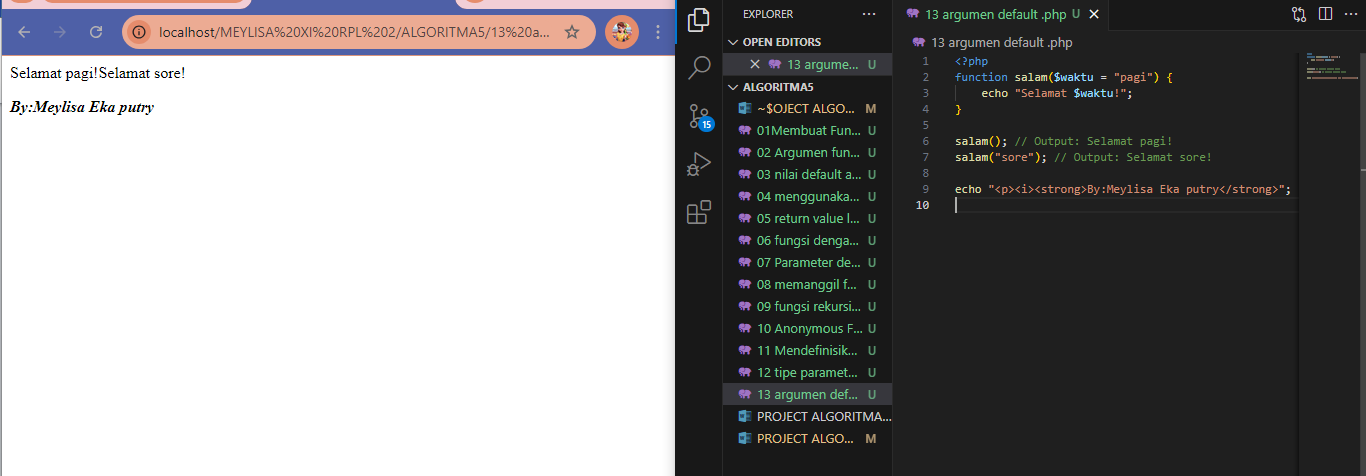 localhost/MEYLISA%20XI%20RPL%202/ALGORITMA5/13%20a...
Selamat pagi!Selamat sore!
By:Meylisa Eka putry
EXPLORER
OPEN EDITORS
13 argume... U
ALGORITMA5
~$OJECT ALGO... M
01Membuat Fun... U
02 Argumen fun... U
03 nilai default a... U
04 menggunaka... U
05 return value l... U
06 fungsi denga... U
07 Parameter de... U
08 memanggil f... U
09 fungsi rekursi... U
10 Anonymous F... U
11 Mendefinisik... U
12 tipe paramet... U
13 argumen def... U
PROJECT ALGORITMA...
PROJECT ALGO... M
15
13 argumen default .php U
13 argumen default .php
1 <?php
2 function salam($waktu = "pagi") {
3 echo "Selamat $waktu!";
4 }
5
6 salam(); // Output: Selamat pagi!
7 salam("sore"); // Output: Selamat sore!
8
9 echo "<p><i><strong>By:Meylisa Eka putry</strong>";
10